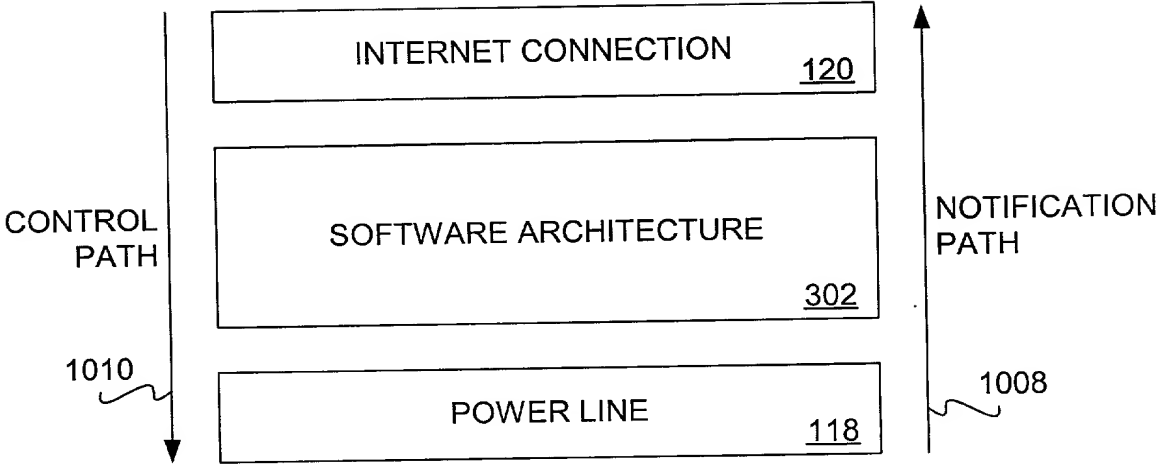 INTERNET CONNECTION
120
CONTROL
PATH
SOFTWARE ARCHITECTURE
302
NOTIFICATION
PATH
1010
POWER LINE
118
1008